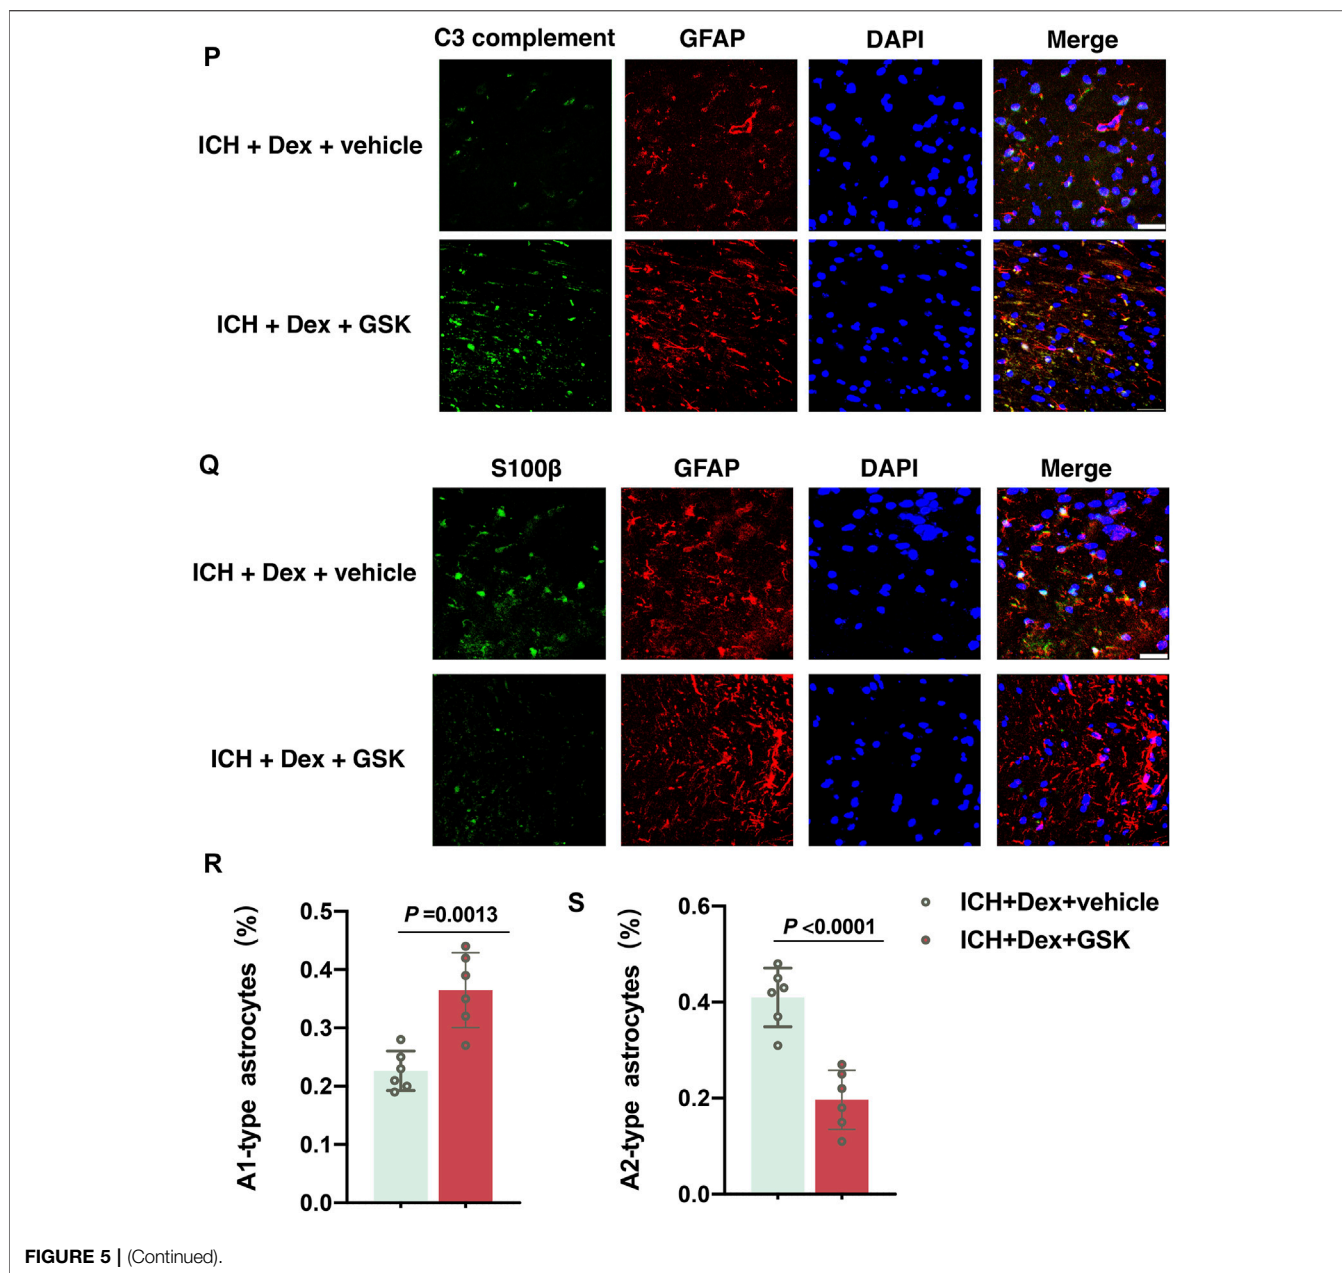 P
C3 complement GFAP DAPI Merge
ICH + Dex + vehicle
ICH + Dex + GSK
Q
S100β GFAP DAPI Merge
ICH + Dex + vehicle
ICH + Dex + GSK
R
A1-type astrocytes (%)
0.5
0.4
0.3
0.2
0.1
0.0
P =0.0013
S
A2-type astrocytes (%)
0.6
0.4
0.2
0.0
P <0.0001
ICH+Dex+vehicle
ICH+Dex+GSK
FIGURE 5 | (Continued).